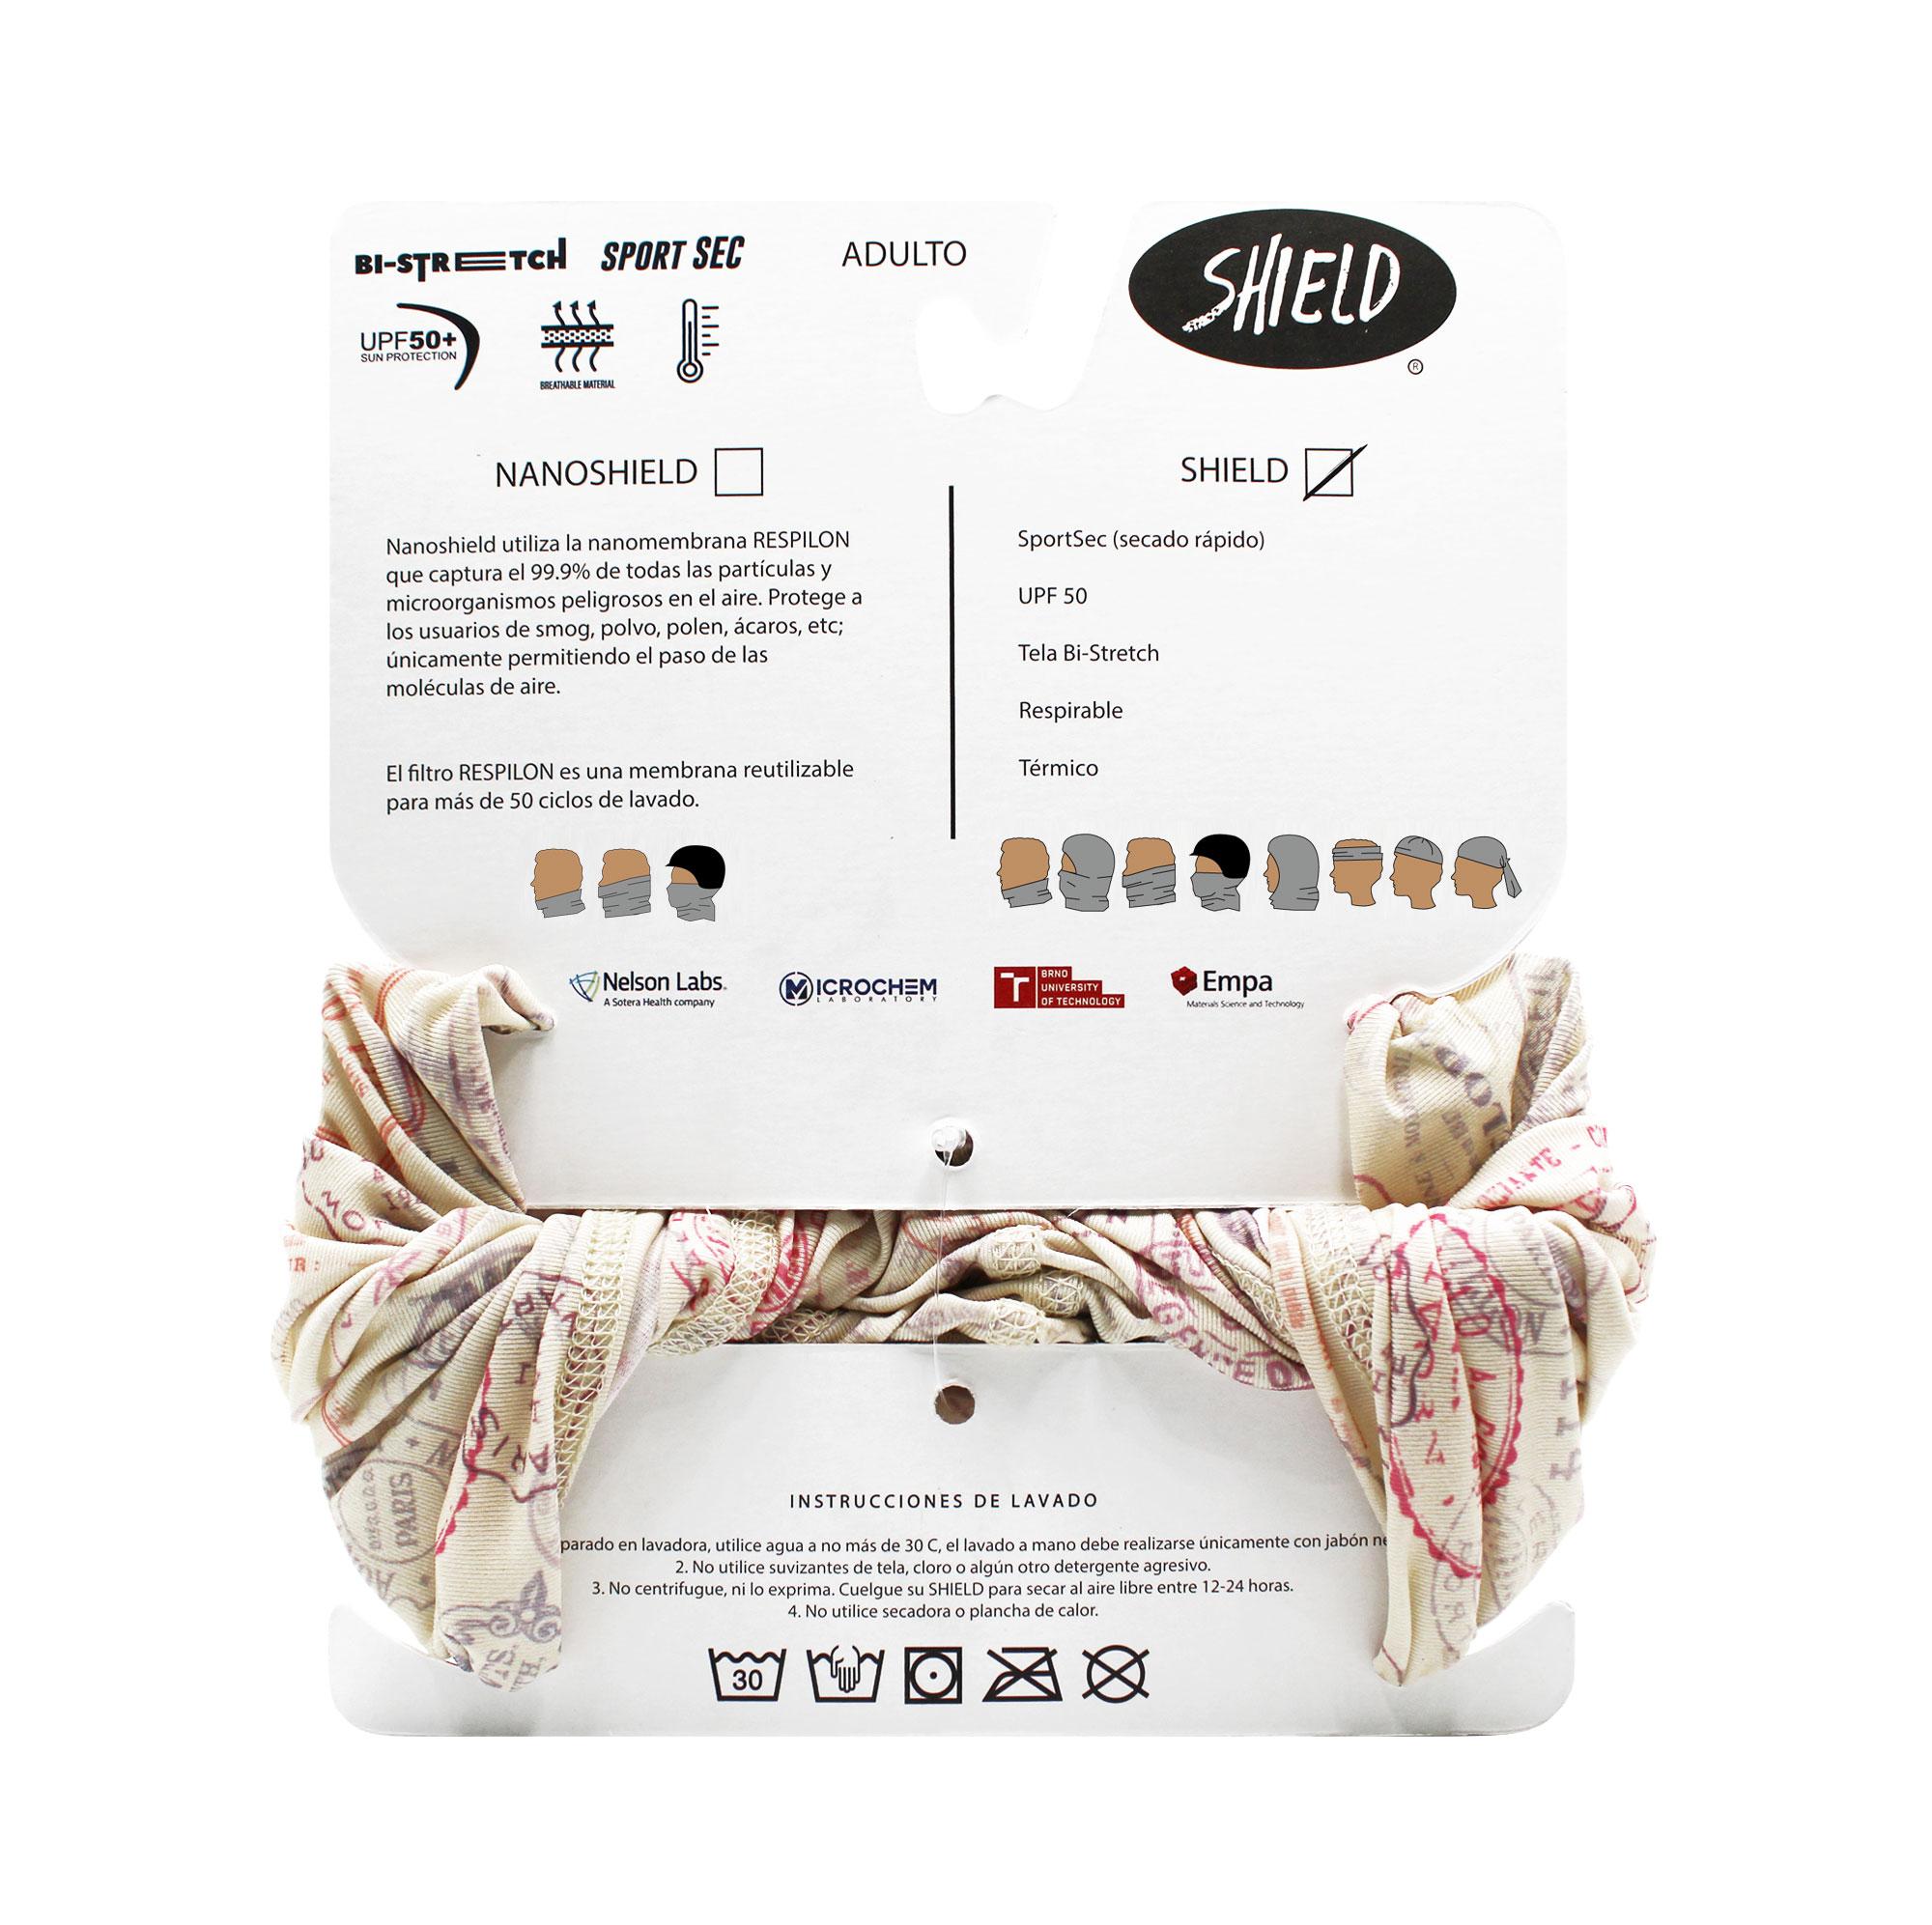 BI-STRETCH SPORT SEC ADULTO SHIELD
®
UPF50+
SUN PROTECTION
BREATHABLE MATERIAL
NANOSHIELD
Nanoshield utiliza la nanomembrana RESPILON
que captura el 99.9% de todas las partículas y
microorganismos peligrosos en el aire. Protege a
los usuarios de smog, polvo, polen, ácaros, etc;
únicamente permitiendo el paso de las
moléculas de aire.
El filtro RESPILON es una membrana reutilizable
para más de 50 ciclos de lavado.
SHIELD
SportSec (secado rápido)
UPF 50
Tela Bi-Stretch
Respirable
Térmico
Nelson Labs.
A Sotera Health company
MICROCHEM
LABORATORY
BRNO
UNIVERSITY
OF TECHNOLOGY
Empa
Materials Science and Technology
PARIS
INSTRUCCIONES DE LAVADO
parado en lavadora, utilice agua a no más de 30 C, el lavado a mano debe realizarse únicamente con jabón
2. No utilice suvizantes de tela, cloro o algún otro detergente agresivo.
3. No centrifugue, ni lo exprima. Cuelgue su SHIELD para secar al aire libre entre 12-24 horas.
4. No utilice secadora o plancha de calor.
30